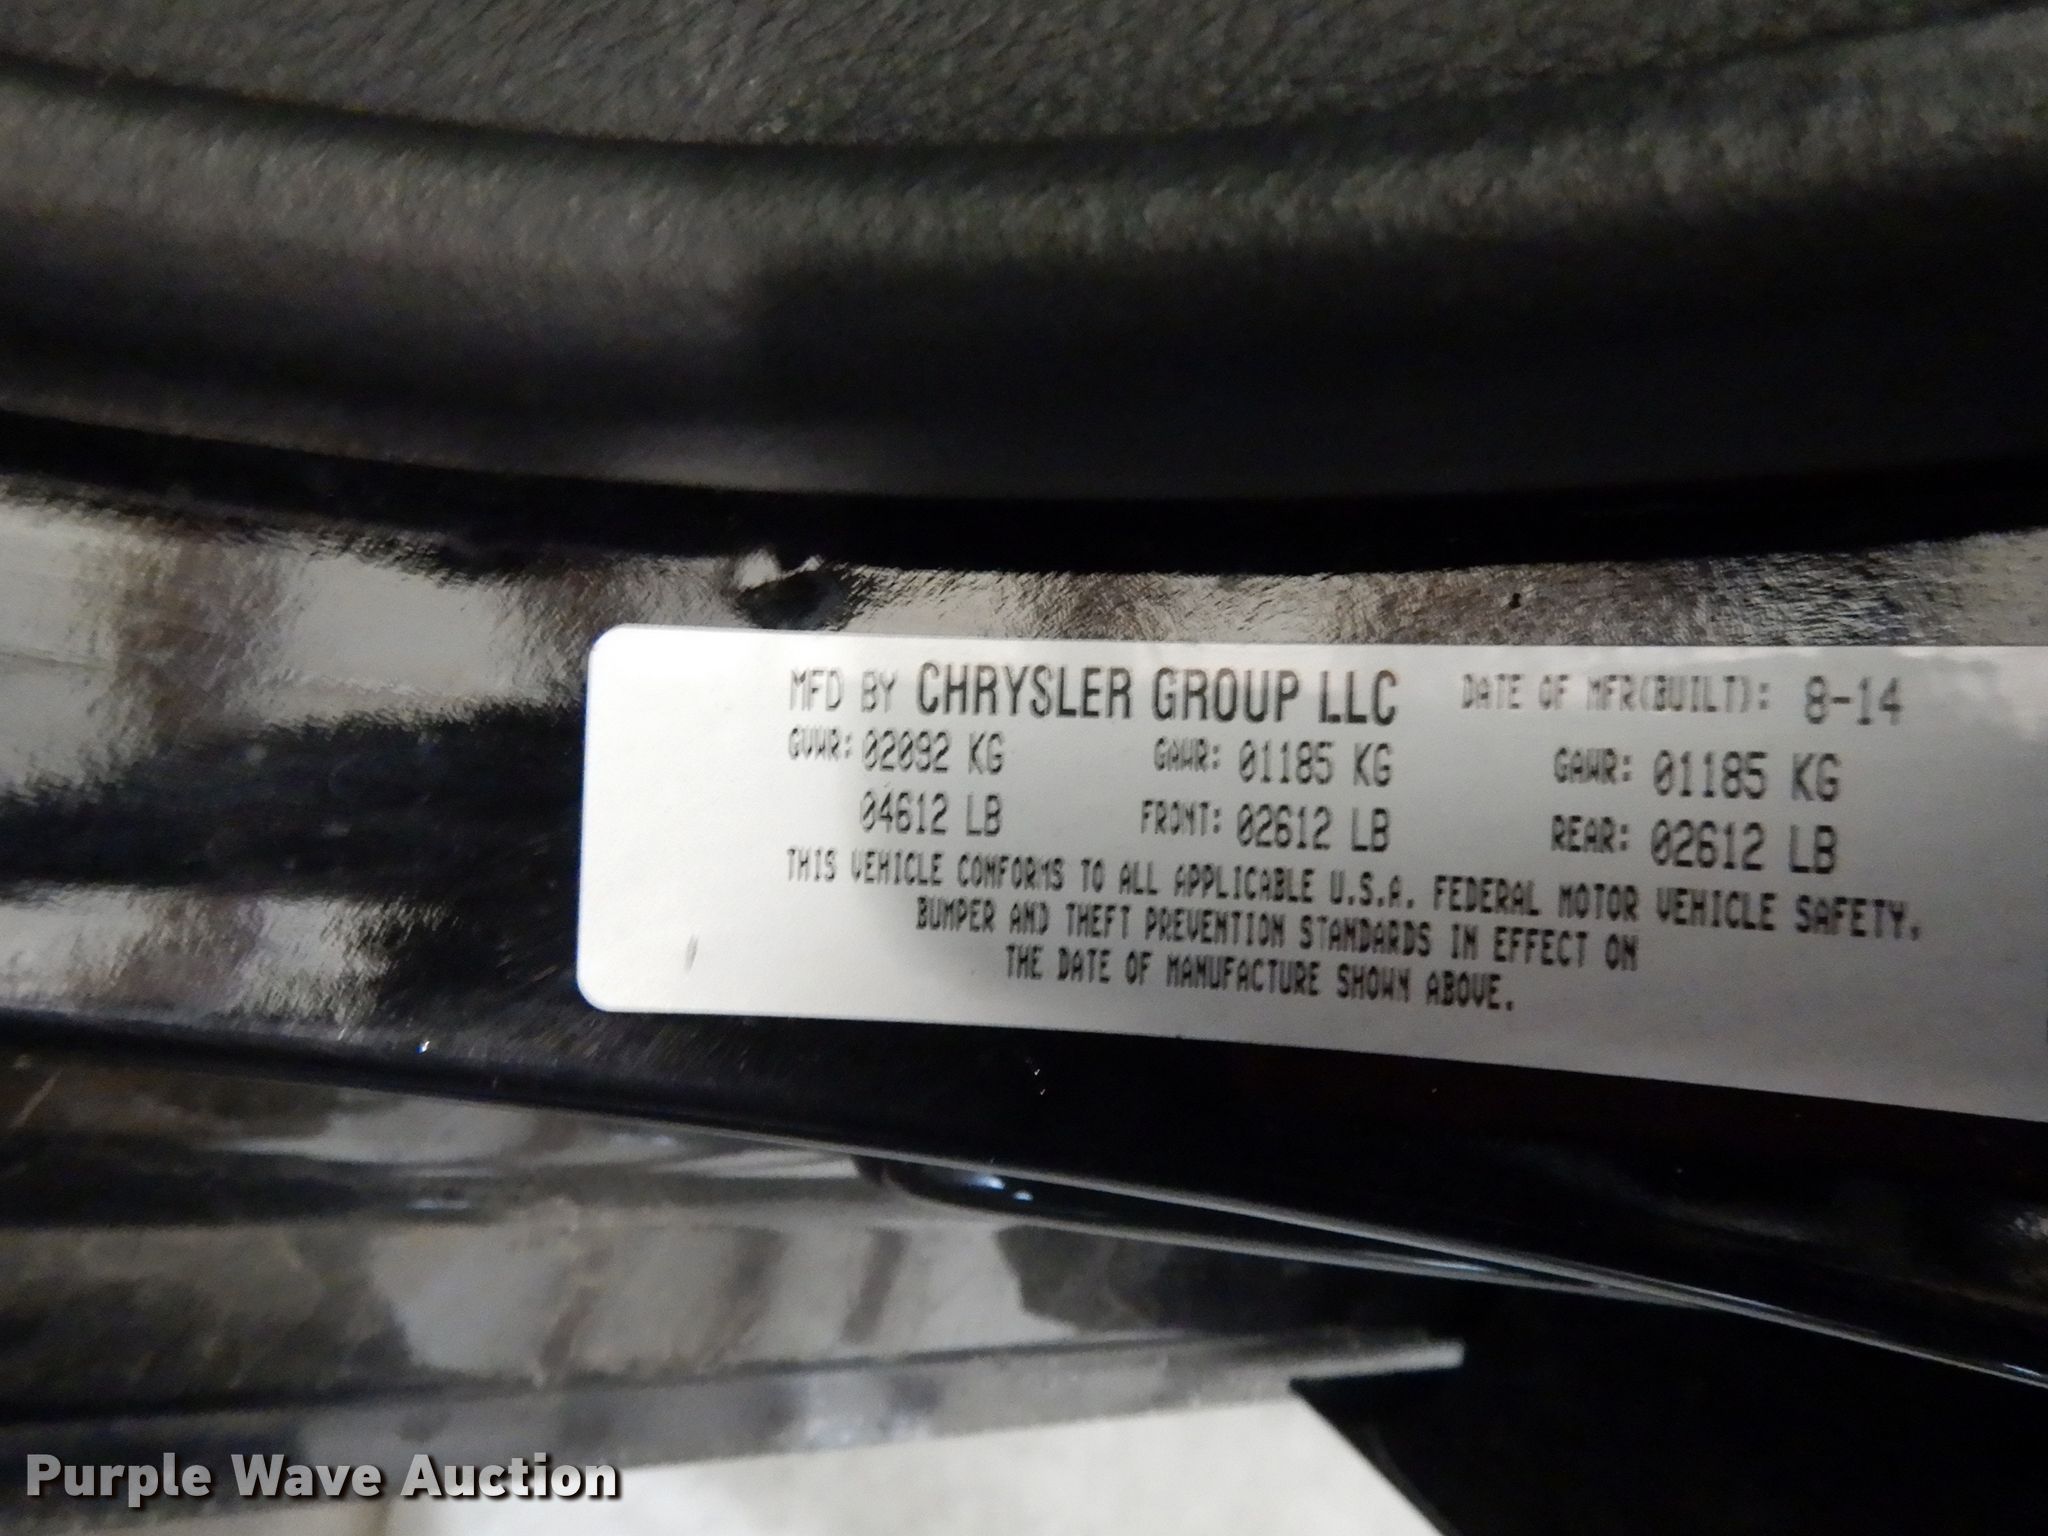 MFD BY CHRYSLER GROUP LLC DATE OF MFR(BUILT): 8-14
GVWR: 02092 KG GAWR: 01185 KG GAWR: 01185 KG
04612 LB FRONT: 02612 LB REAR: 02612 LB
THIS VEHICLE CONFORMS TO ALL APPLICABLE U.S.A. FEDERAL MOTOR VEHICLE SAFETY,
BUMPER AND THEFT PREVENTION STANDARDS IN EFFECT ON
THE DATE OF MANUFACTURE SHOWN ABOVE.
Purple Wave Auction